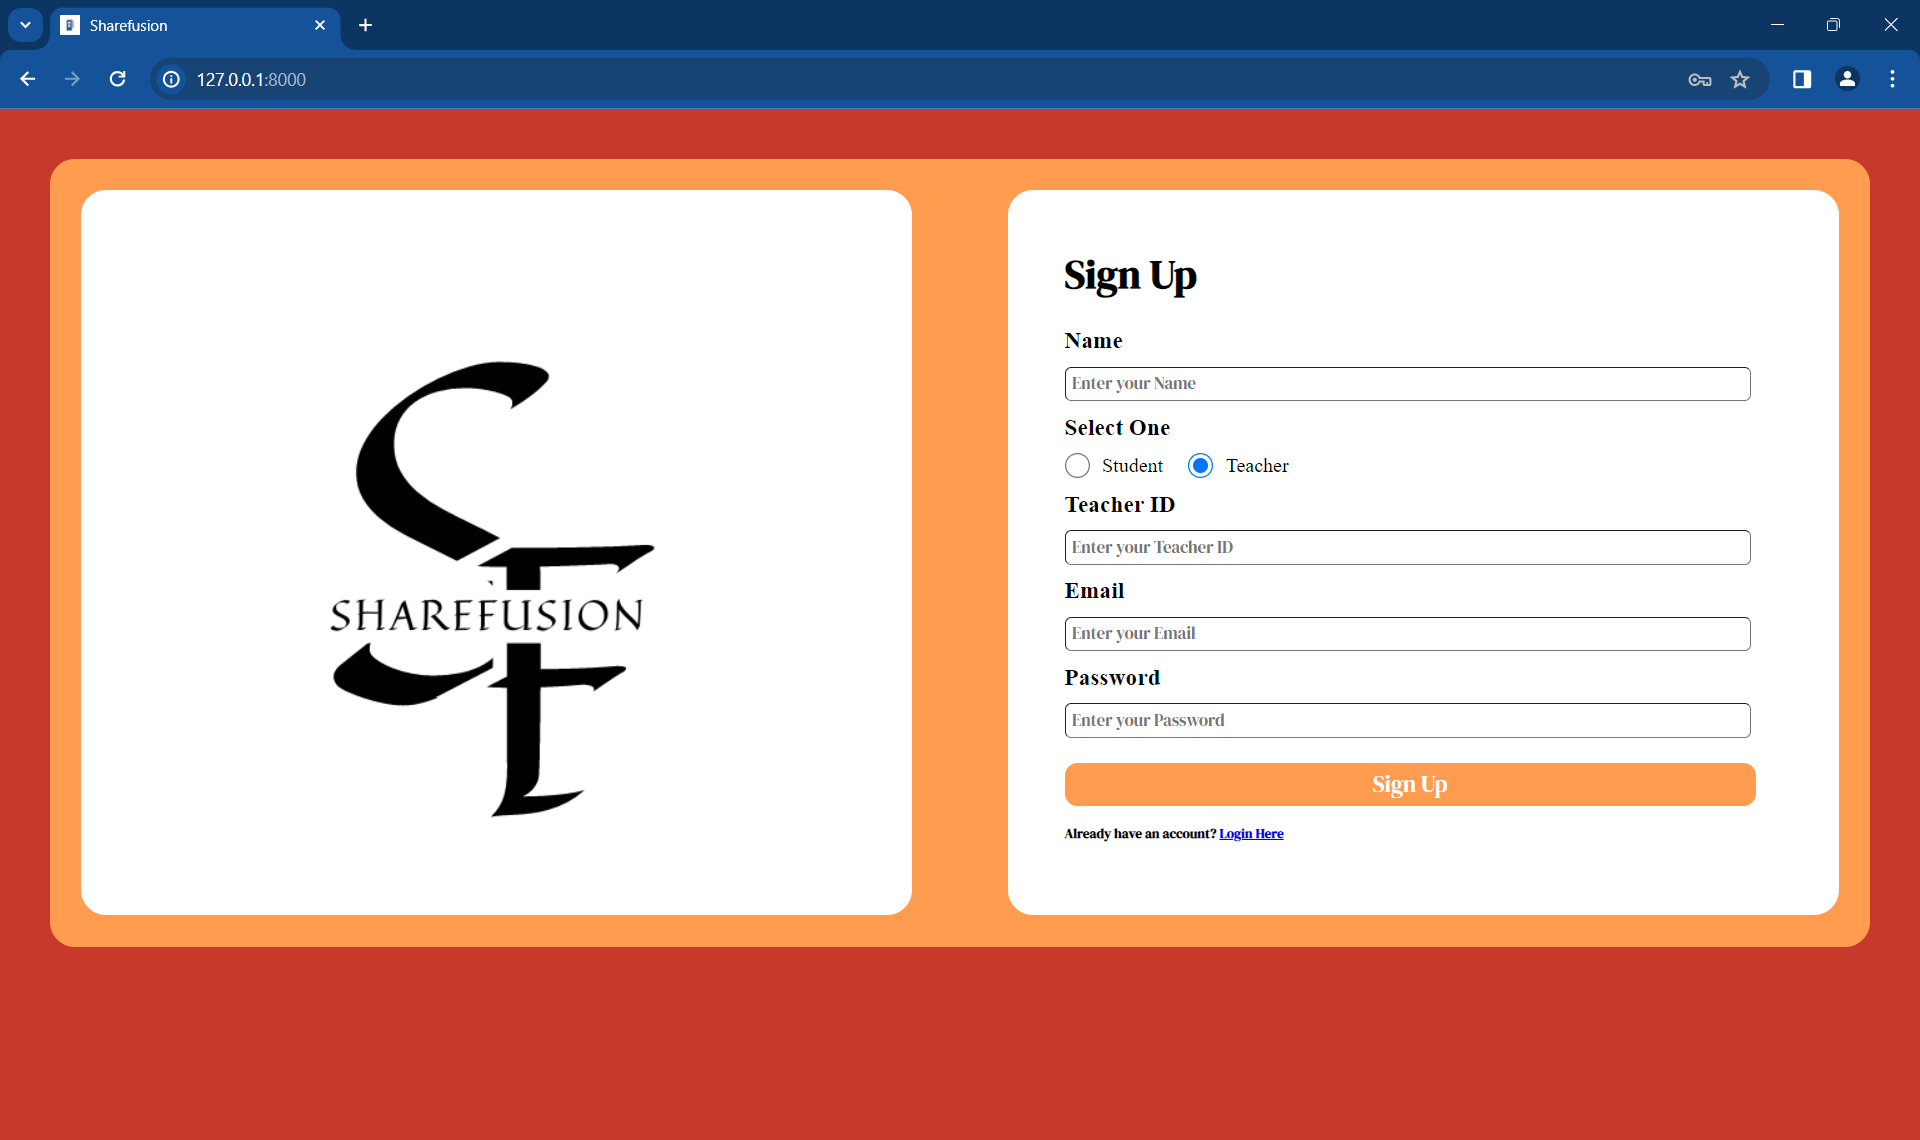 Sharefusion
127.0.0.1:8000
SHAREFUSION
Sign Up
Name
Enter your Name
Select One
Student Teacher
Teacher ID
Enter your Teacher ID
Email
Enter your Email
Password
Enter your Password
Sign Up
Already have an account? Login Here